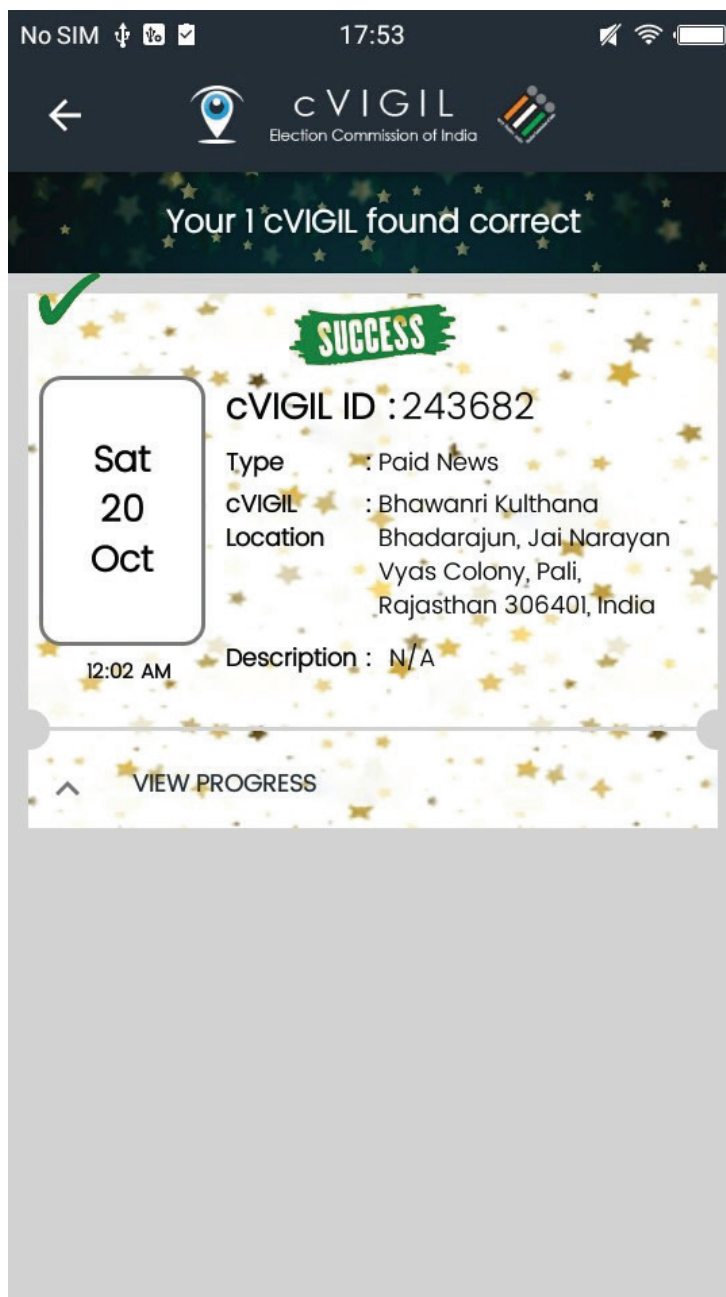 No SIM 17:53
cVIGIL
Election Commission of India
Your 1 cVIGIL found correct
SUCCESS
cVIGIL ID : 243682
Sat
20
Oct
12:02 AM
Type : Paid News
cVIGIL : Bhawanri Kulthana
Location Bhadarajun, Jai Narayan
Vyas Colony, Pali,
Rajasthan 306401, India
Description : N/A
VIEW PROGRESS